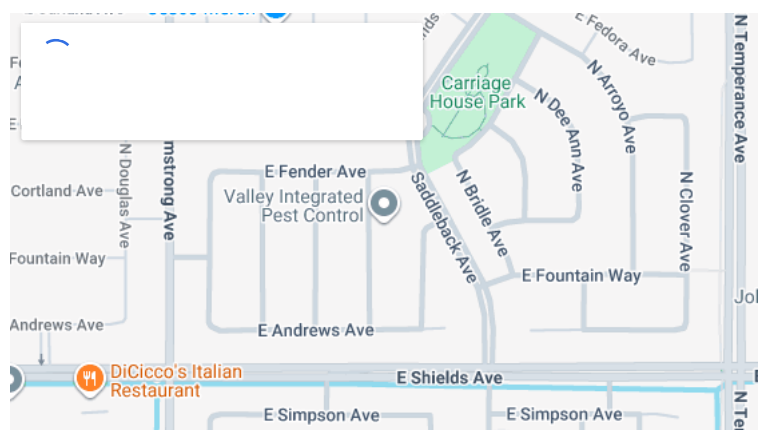 E Fedora Ave
N Temperance Ave
Carriage
House Park
N Arroyo Ave
N Dee Ann Ave
N Douglas Ave
E Fender Ave
Cortland Ave
Valley Integrated
Pest Control
Saddleback Ave
N Bridle Ave
N Clover Ave
Fountain Way
E Fountain Way
Andrews Ave
E Andrews Ave
DiCicco's Italian
Restaurant
E Shields Ave
E Simpson Ave
E Simpson Ave